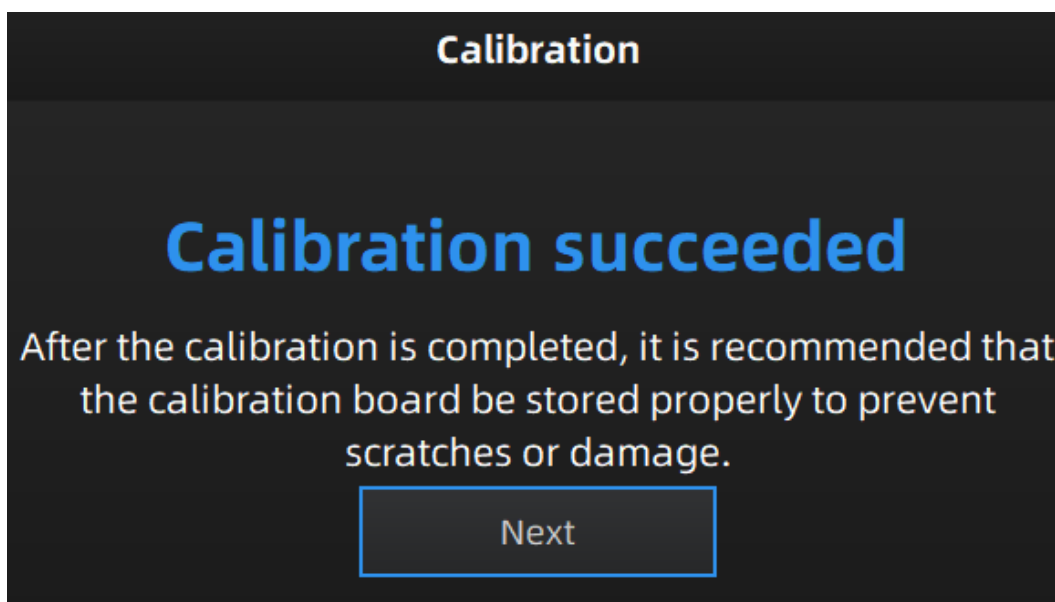 Calibration
Calibration succeeded
After the calibration is completed, it is recommended that
the calibration board be stored properly to prevent
scratches or damage.
Next